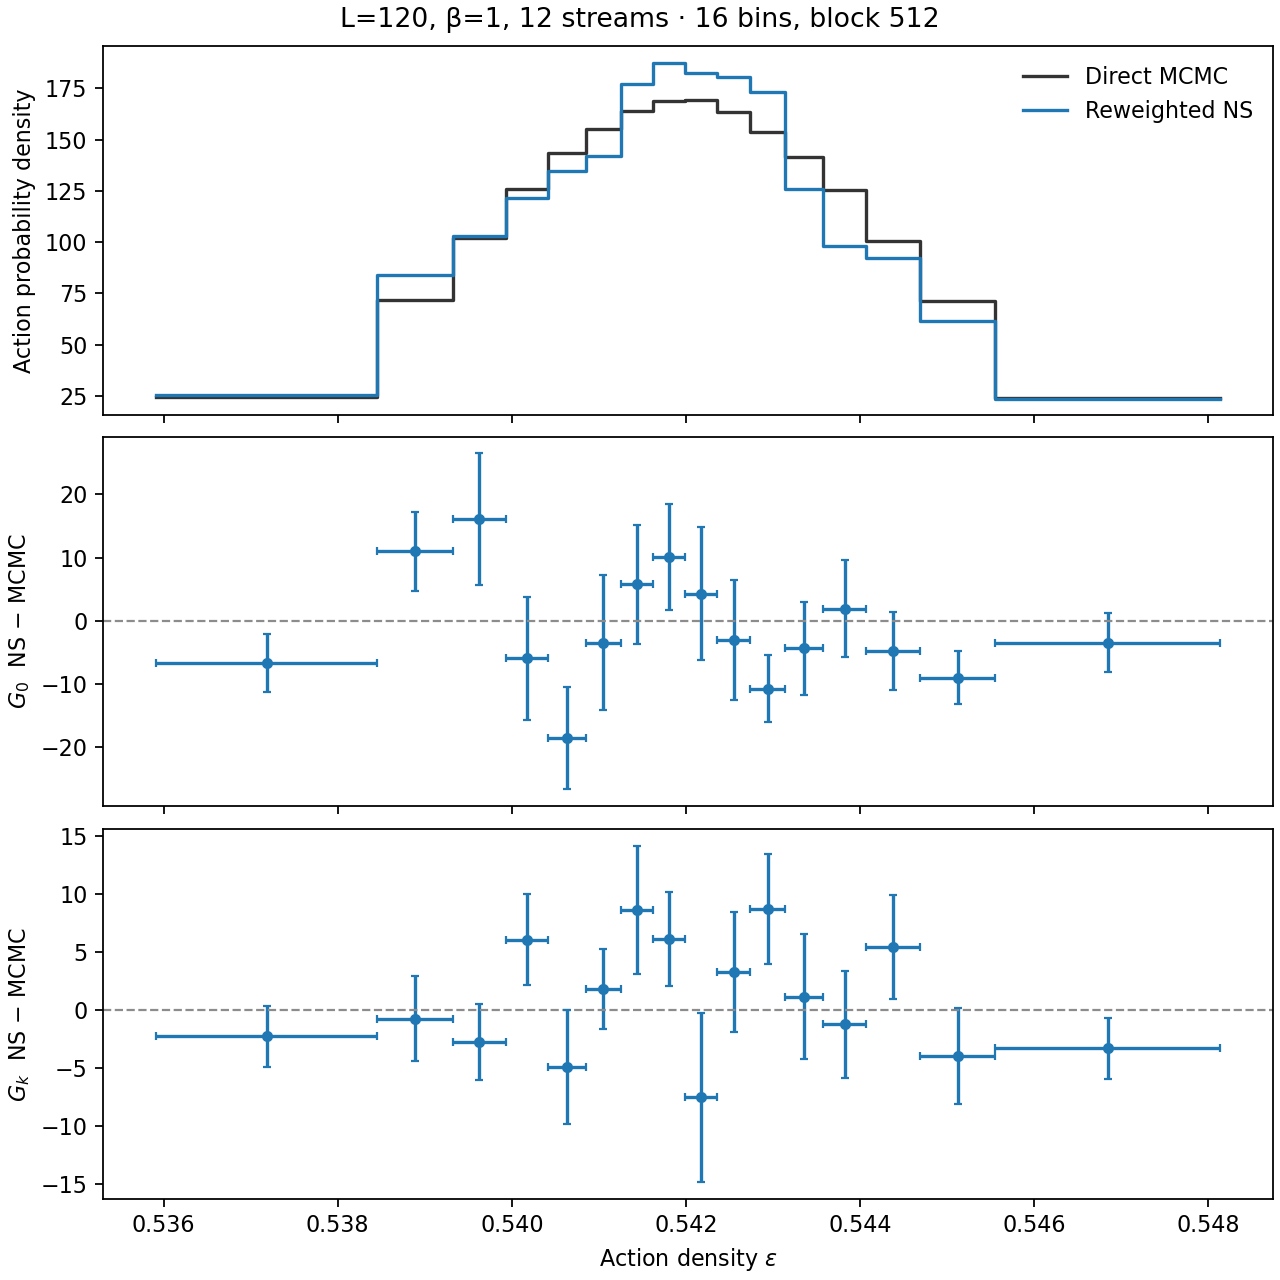 L=120, β=1, 12 streams · 16 bins, block 512
Action probability density
175
150
125
100
75
50
25
Direct MCMC
Reweighted NS
G₀ NS − MCMC
20
10
0
−10
−20
Gₖ NS − MCMC
15
10
5
0
−5
−10
−15
0.536 0.538 0.540 0.542 0.544 0.546 0.548
Action density ε